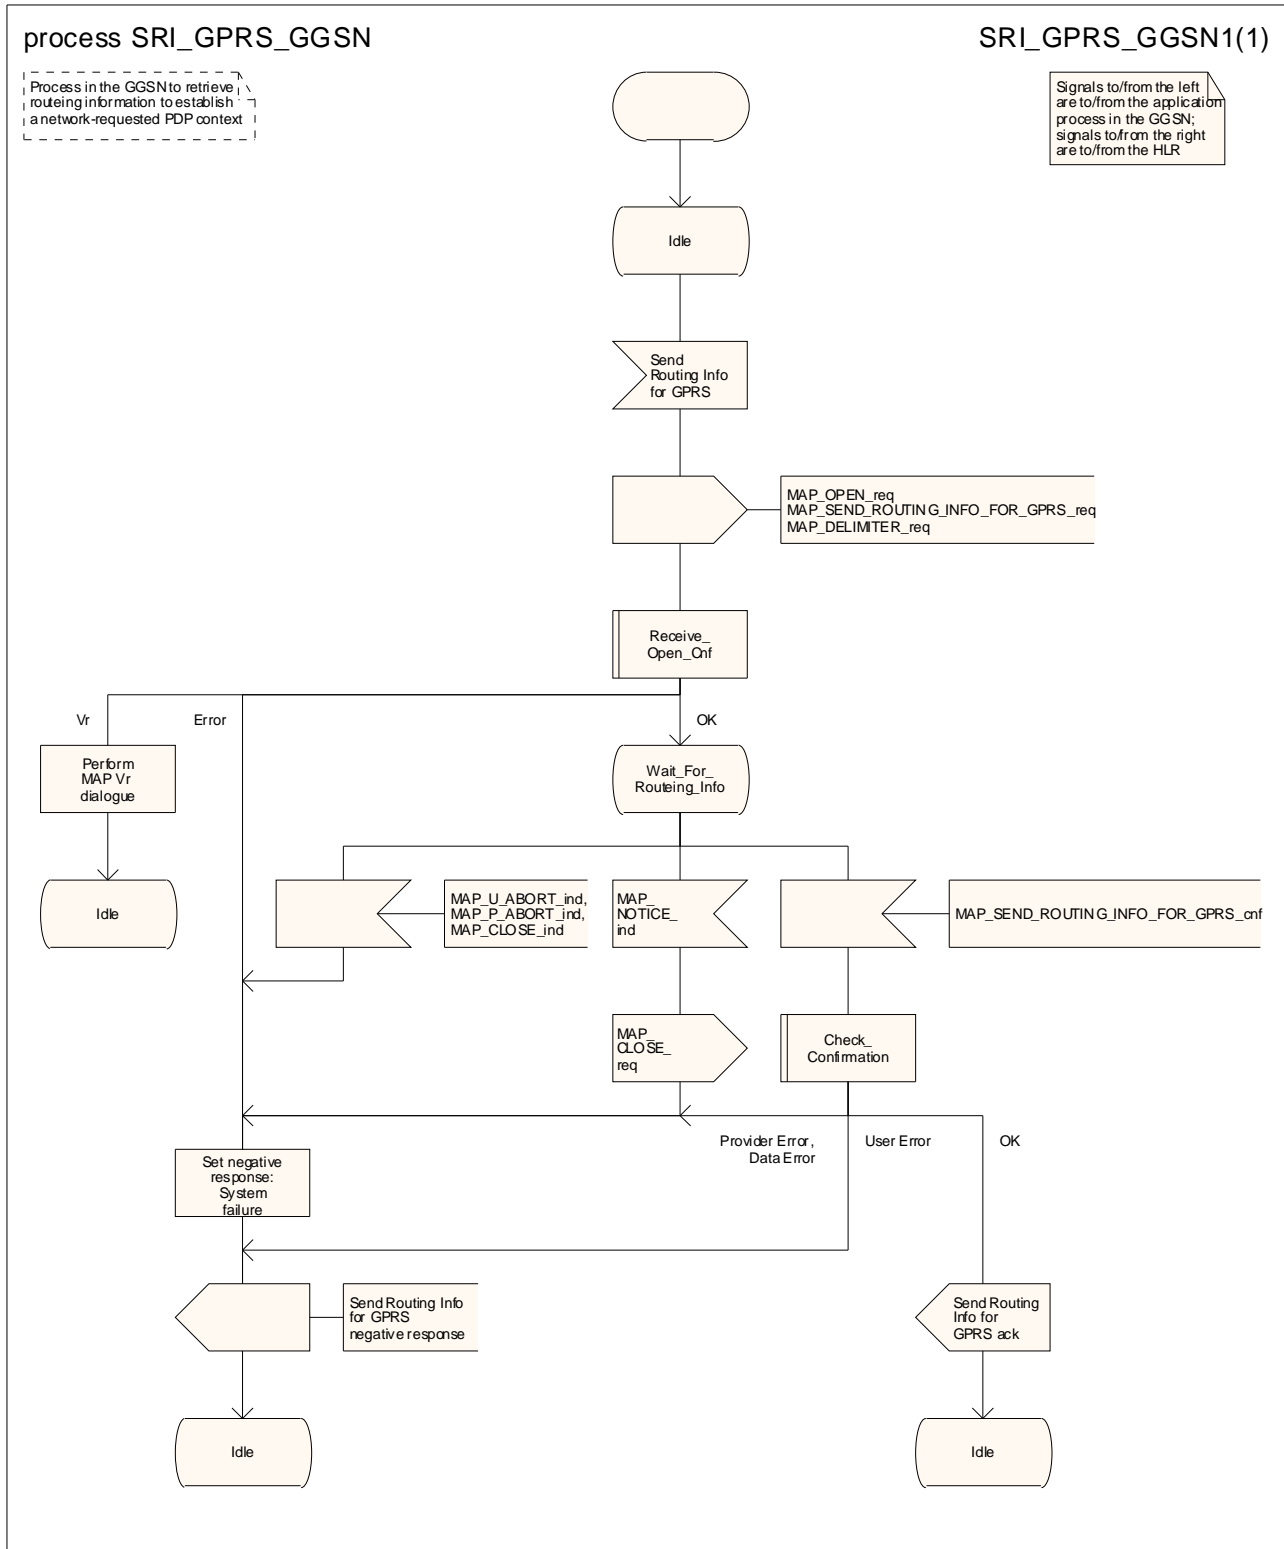 process SRI_GPRS_GGSN
SRI_GPRS_GGSN1(1)
Process in the GGSN to retrieve
routeing information to establish
a network-requested PDP context
Signals to/from the left
are to/from the application
process in the GGSN;
signals to/from the right
are to/from the HLR
Idle
Send
Routing Info
for GPRS
MAP_OPEN_req
MAP_SEND_ROUTING_INFO_FOR_GPRS_req
MAP_DELIMITER_req
Receive_
Open_Cnf
Vr
Error
OK
Perform
MAP Vr
dialogue
Wait_For_
Routeing_Info
Idle
MAP_U_ABORT_ind,
MAP_P_ABORT_ind,
MAP_CLOSE_ind
MAP_
NOTICE_
ind
MAP_SEND_ROUTING_INFO_FOR_GPRS_cnf
MAP_
CLOSE_
req
Check_
Confirmation
Provider Error,
Data Error
User Error
OK
Set negative
response:
System
failure
Send Routing Info
for GPRS
negative response
Send Routing
Info for
GPRS ack
Idle
Idle